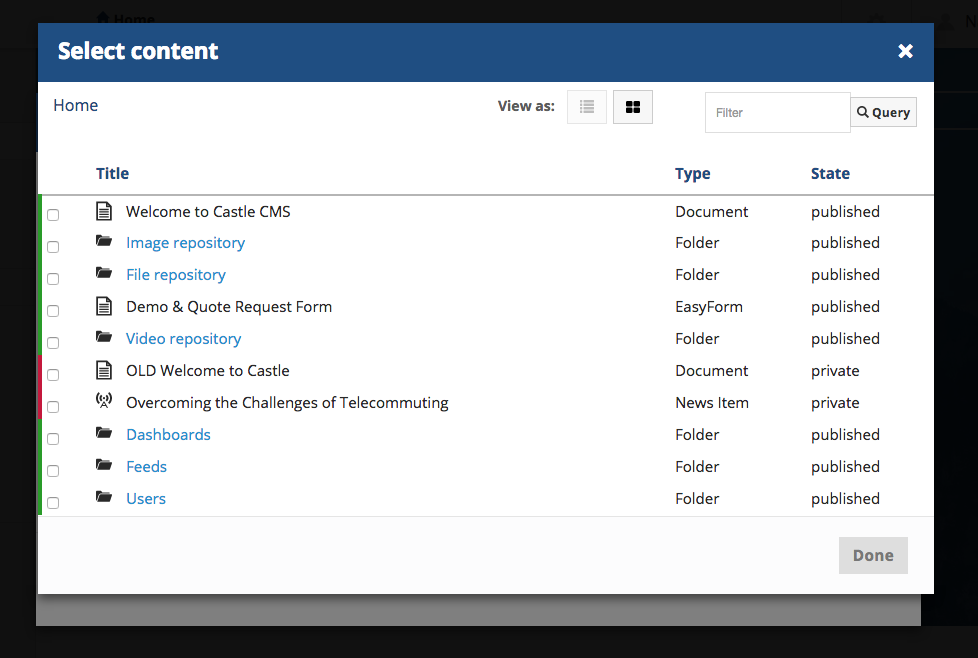 Home
Select content
Home
View as:
Filter
Query
Title Type State
Welcome to Castle CMS Document published
Image repository Folder published
File repository Folder published
Demo & Quote Request Form EasyForm published
Video repository Folder published
OLD Welcome to Castle Document private
Overcoming the Challenges of Telecommuting News Item private
Dashboards Folder published
Feeds Folder published
Users Folder published
Done